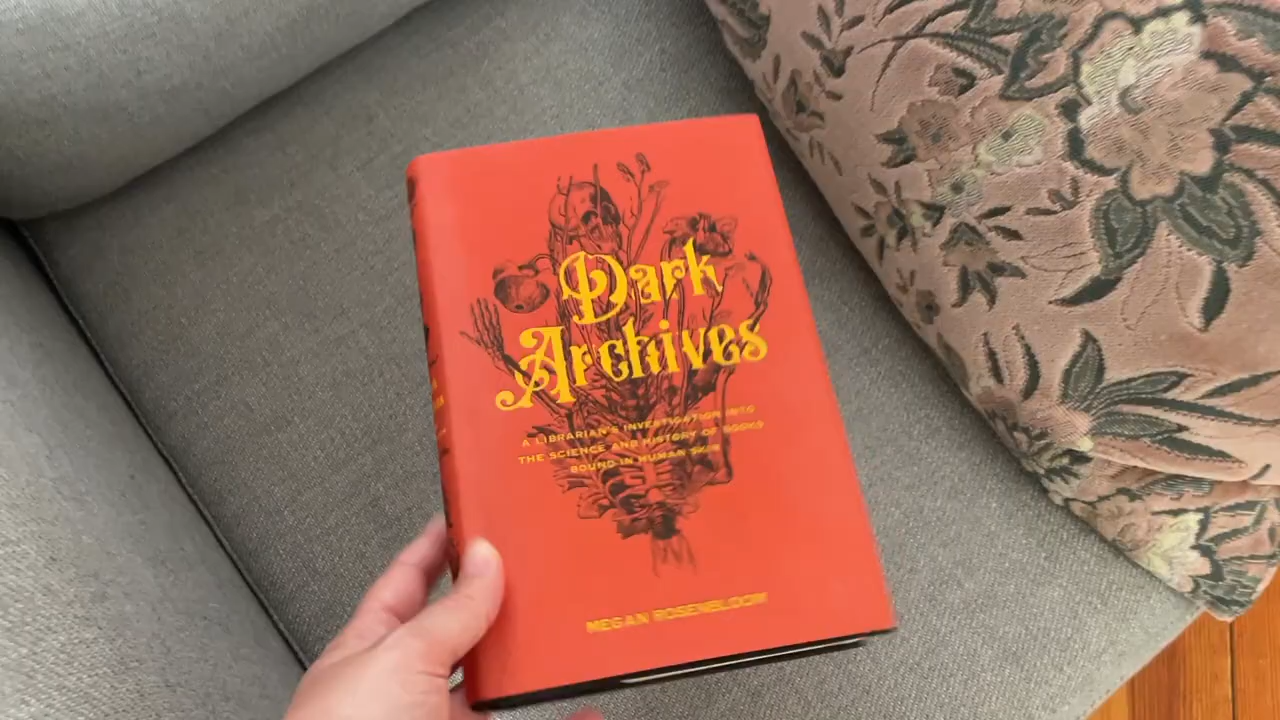 Dark
Archives
A LIBRARIAN'S INVESTIGATION INTO
THE SCIENCE AND HISTORY OF BOOKS
BOUND IN HUMAN SKIN
MEGAN ROSENBLOOM